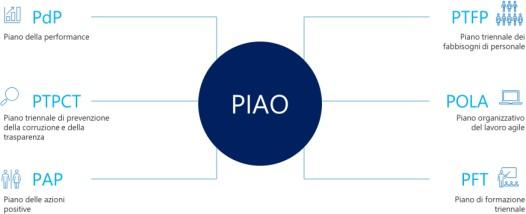 PdP
Piano della performance
PTPCT
Piano triennale di prevenzione
della corruzione e della
trasparenza
PAP
Piano delle azioni
positive
PIAO
PTFP
Piano triennale dei
fabbisogni di personale
POLA
Piano organizzativo
del lavoro agile
PFT
Piano di formazione
triennale